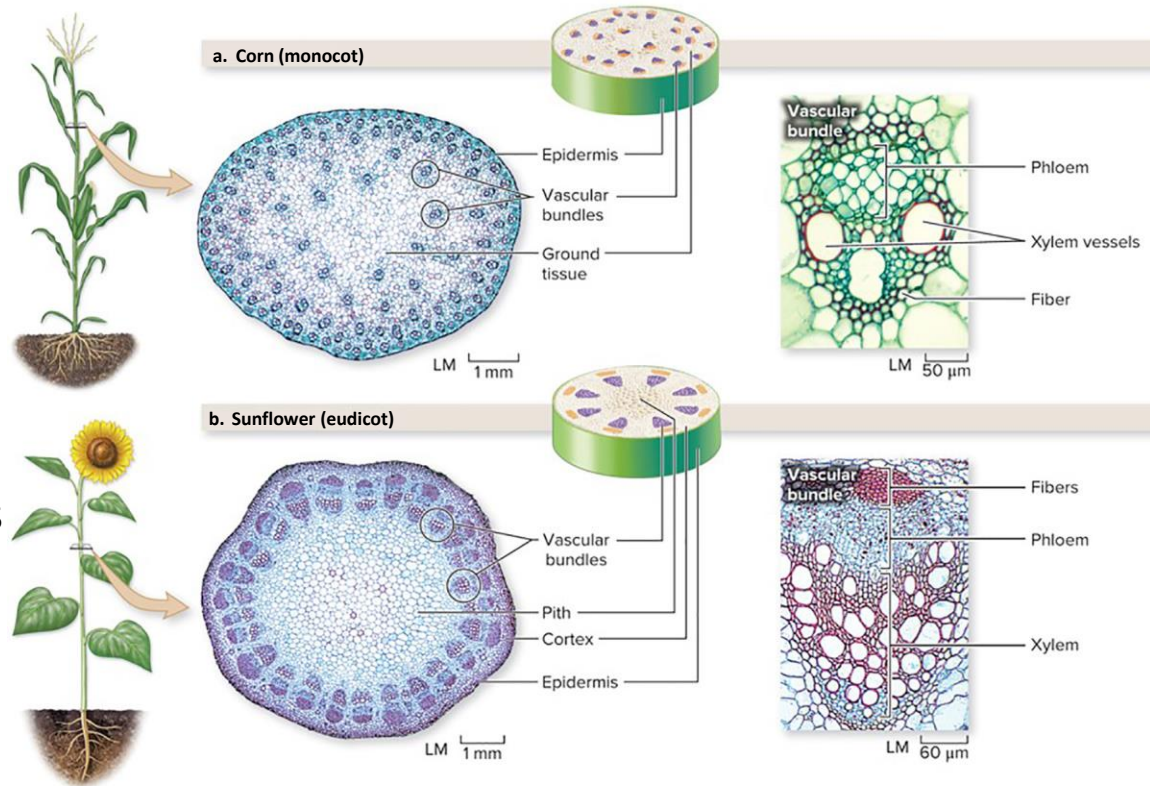 a. Corn (monocot)
Epidermis
Vascular
bundles
Ground
tissue
LM 1 mm
Vascular
bundle
Phloem
Xylem vessels
Fiber
LM 50 µm
b. Sunflower (eudicot)
Vascular
bundles
Pith
Cortex
Epidermis
LM 1 mm
Vascular
bundle
Fibers
Phloem
Xylem
LM 60 µm